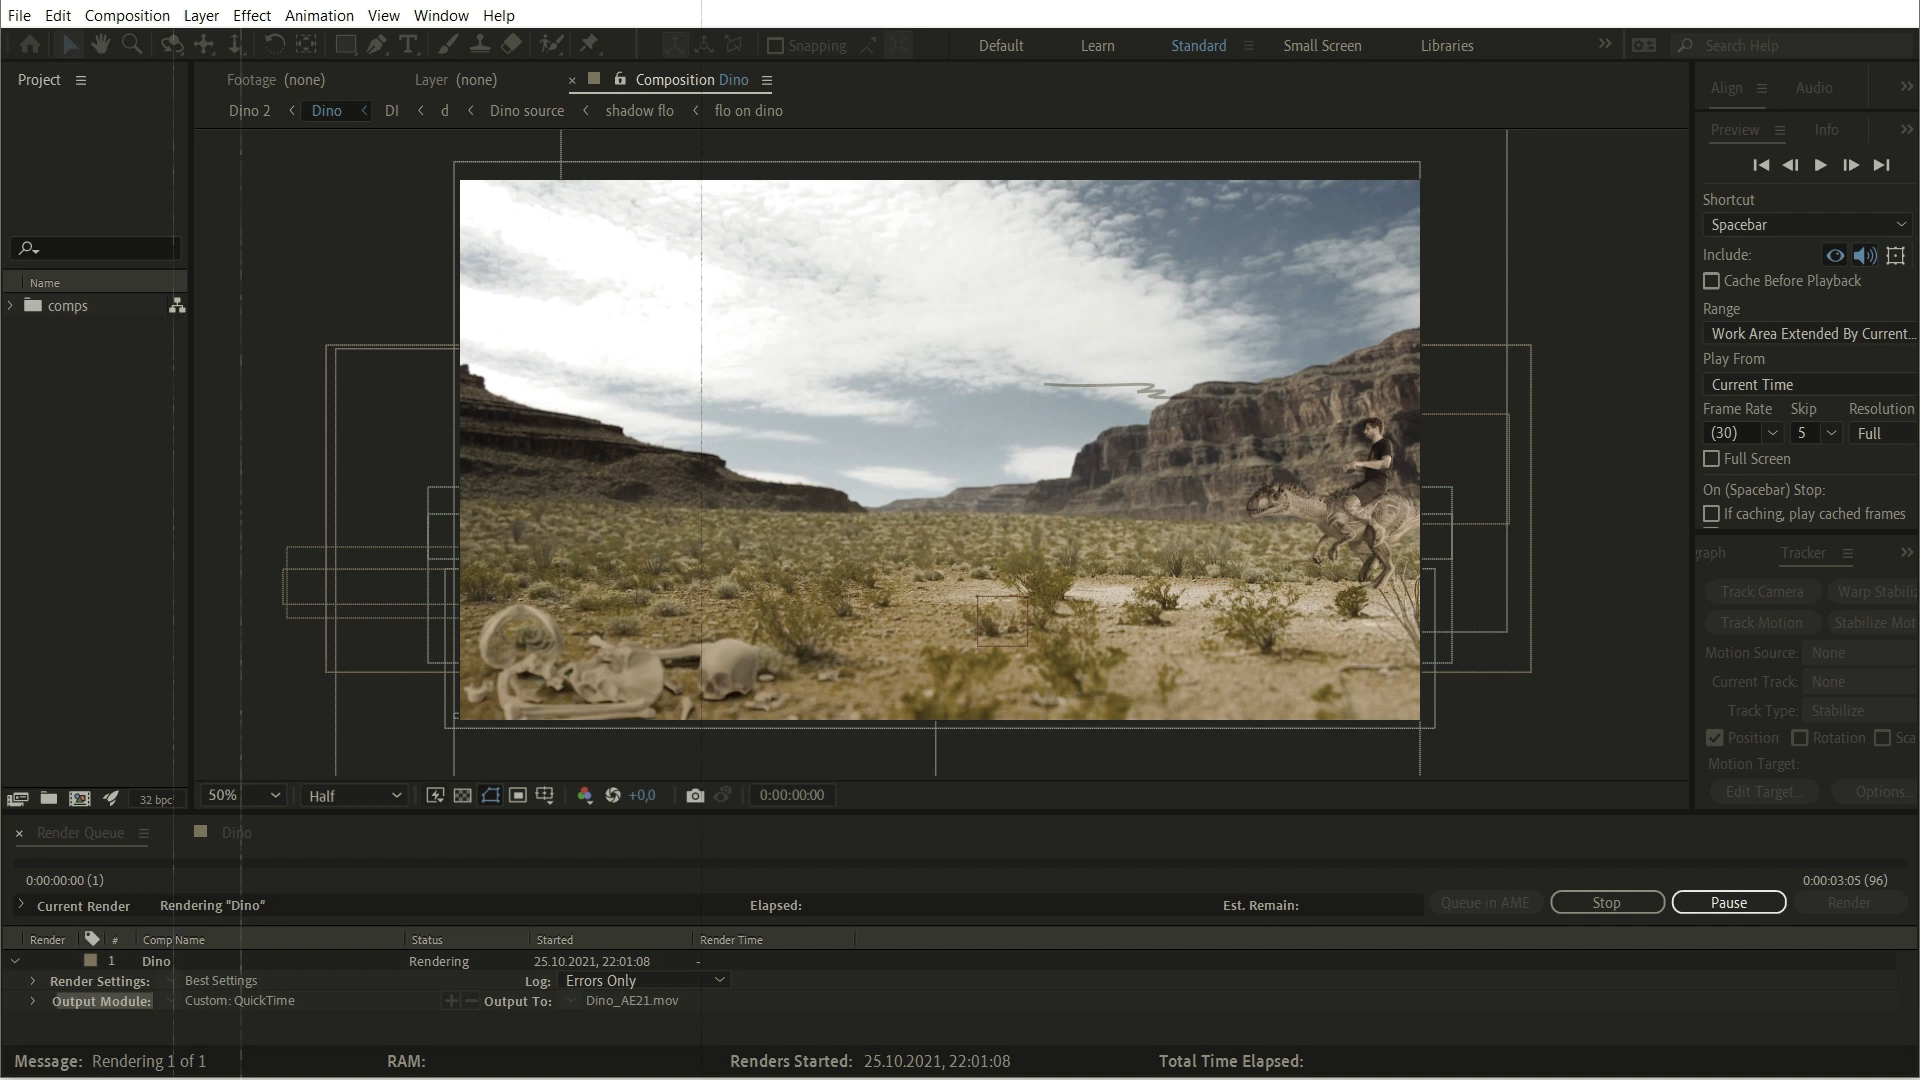 File Edit Composition Layer Effect Animation View Window Help
Snapping Default Learn Standard Small Screen Libraries Search Help
Project
Footage (none) Layer (none) × Composition Dino
Dino 2 < Dino < DI < d < Dino source < shadow flo < flo on dino
Name
comps
32 bpc
50% Half +0,0 0:00:00:00
Align Audio
Preview Info
Shortcut
Spacebar
Include:
Cache Before Playback
Range
Work Area Extended By Current...
Play From
Current Time
Frame Rate Skip Resolution
(30) 5 Full
Full Screen
On (Spacebar) Stop:
If caching, play cached frames
raph Tracker
Track Camera Warp Stabiliz
Track Motion Stabilize Mot
Motion Source: None
Current Track: None
Track Type: Stabilize
Position Rotation Sca
Motion Target:
Edit Target... Options...
× Render Queue Dino
0:00:00:00 (1) 0:00:03:05 (96)
Current Render Rendering "Dino" Elapsed: Est. Remain: Queue in AME Stop Pause Render
Render # Comp Name Status Started Render Time
1 Dino Rendering 25.10.2021, 22:01:08 -
Render Settings: Best Settings Log: Errors Only
Output Module: Custom: QuickTime + − Output To: Dino_AE21.mov
Message: Rendering 1 of 1 RAM: Renders Started: 25.10.2021, 22:01:08 Total Time Elapsed: